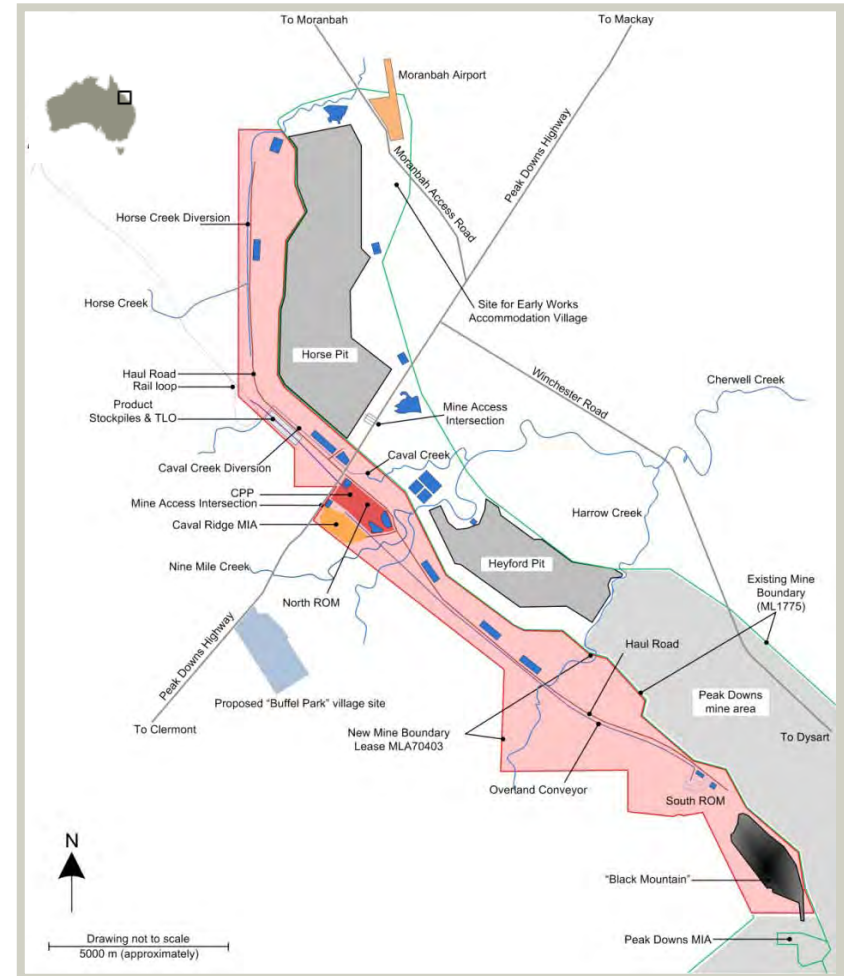 To Moranbah
To Mackay
Moranbah Airport
Moranbah Access Road
Peak Downs Highway
Horse Creek Diversion
Site for Early Works
Accommodation Village
Horse Creek
Horse Pit
Winchester Road
Cherwell Creek
Haul Road
Rail loop
Product
Stockpiles & TLO
Mine Access
Intersection
Caval Creek Diversion
Caval Creek
CPP
Mine Access Intersection
Caval Ridge MIA
Harrow Creek
Nine Mile Creek
Heyford Pit
North ROM
Existing Mine
Boundary
(ML1775)
Peak Downs Highway
Haul Road
Peak Downs
mine area
Proposed "Buffel Park" village site
To Clermont
New Mine Boundary
Lease MLA70403
To Dysart
Overland Conveyor
South ROM
N
"Black Mountain"
Drawing not to scale
5000 m (approximately)
Peak Downs MIA